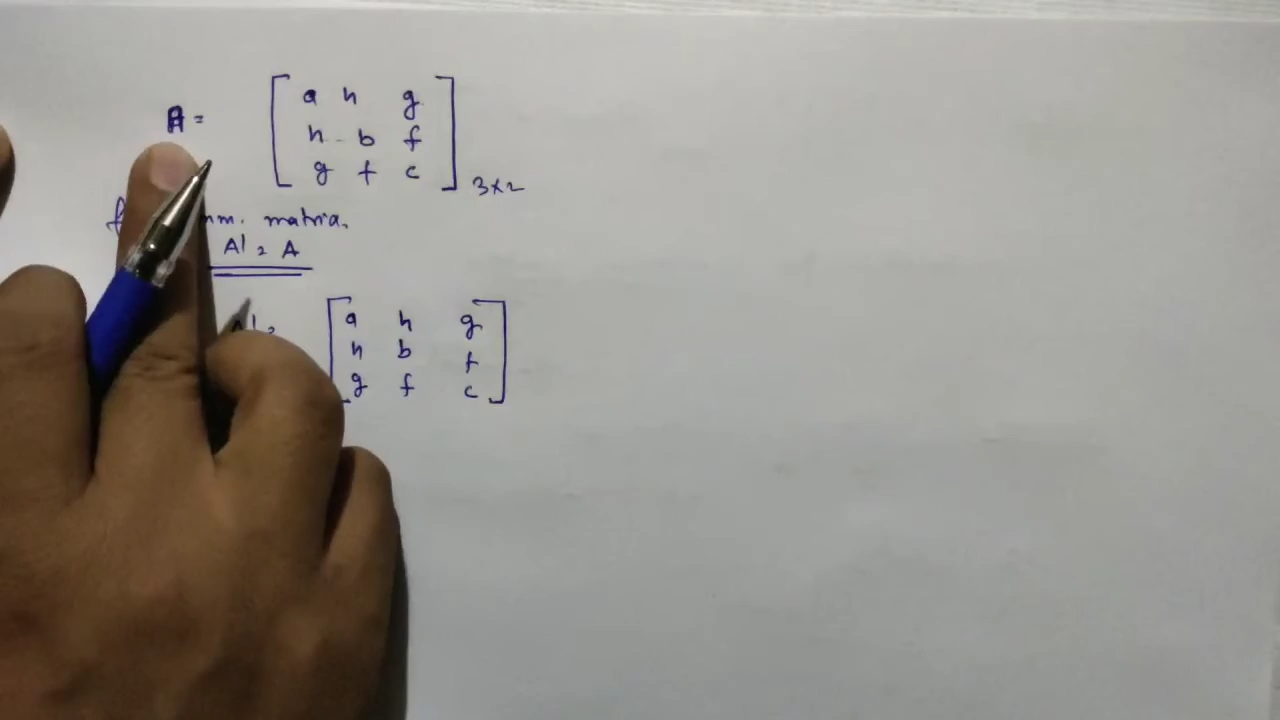 A = [ a h g
h b f
g f c ] 3×2
mm. matrix.
A' = A
A' = [ a h g
h b f
g f c ]